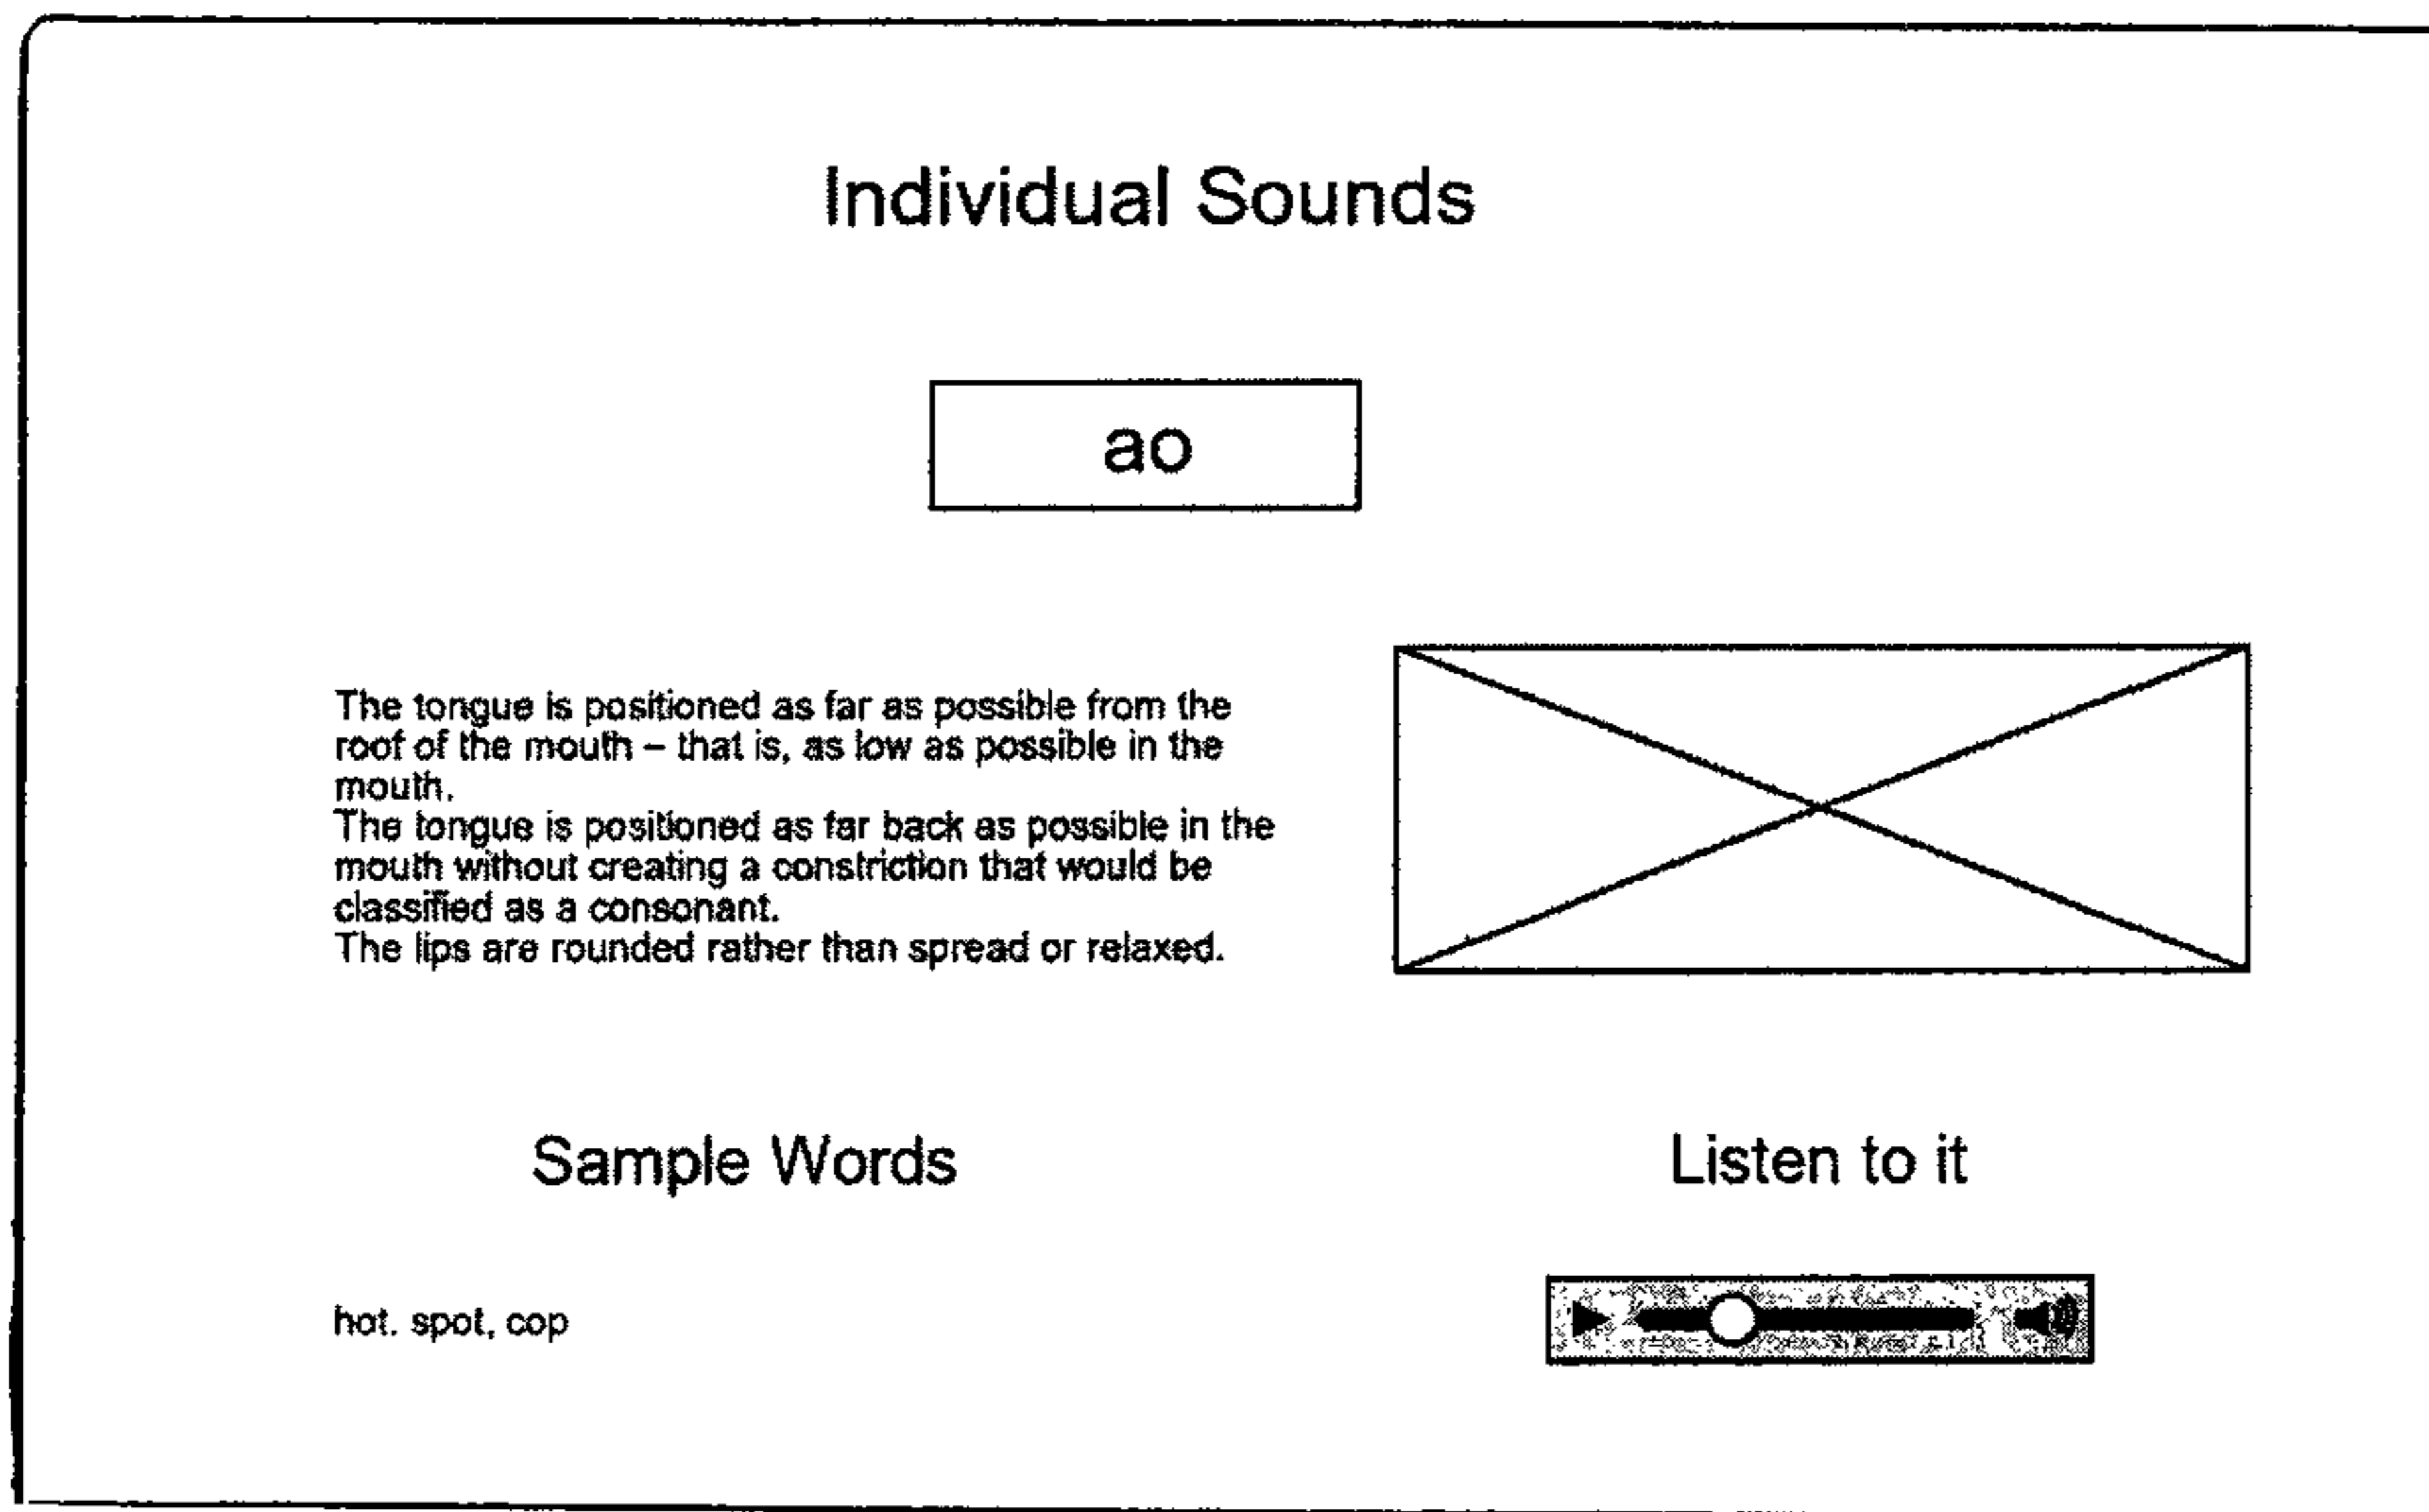 Individual Sounds
ao
The tongue is positioned as far as possible from the
roof of the mouth – that is, as low as possible in the
mouth.
The tongue is positioned as far back as possible in the
mouth without creating a constriction that would be
classified as a consonant.
The lips are rounded rather than spread or relaxed.
Sample Words
Listen to it
hot. spot, cop